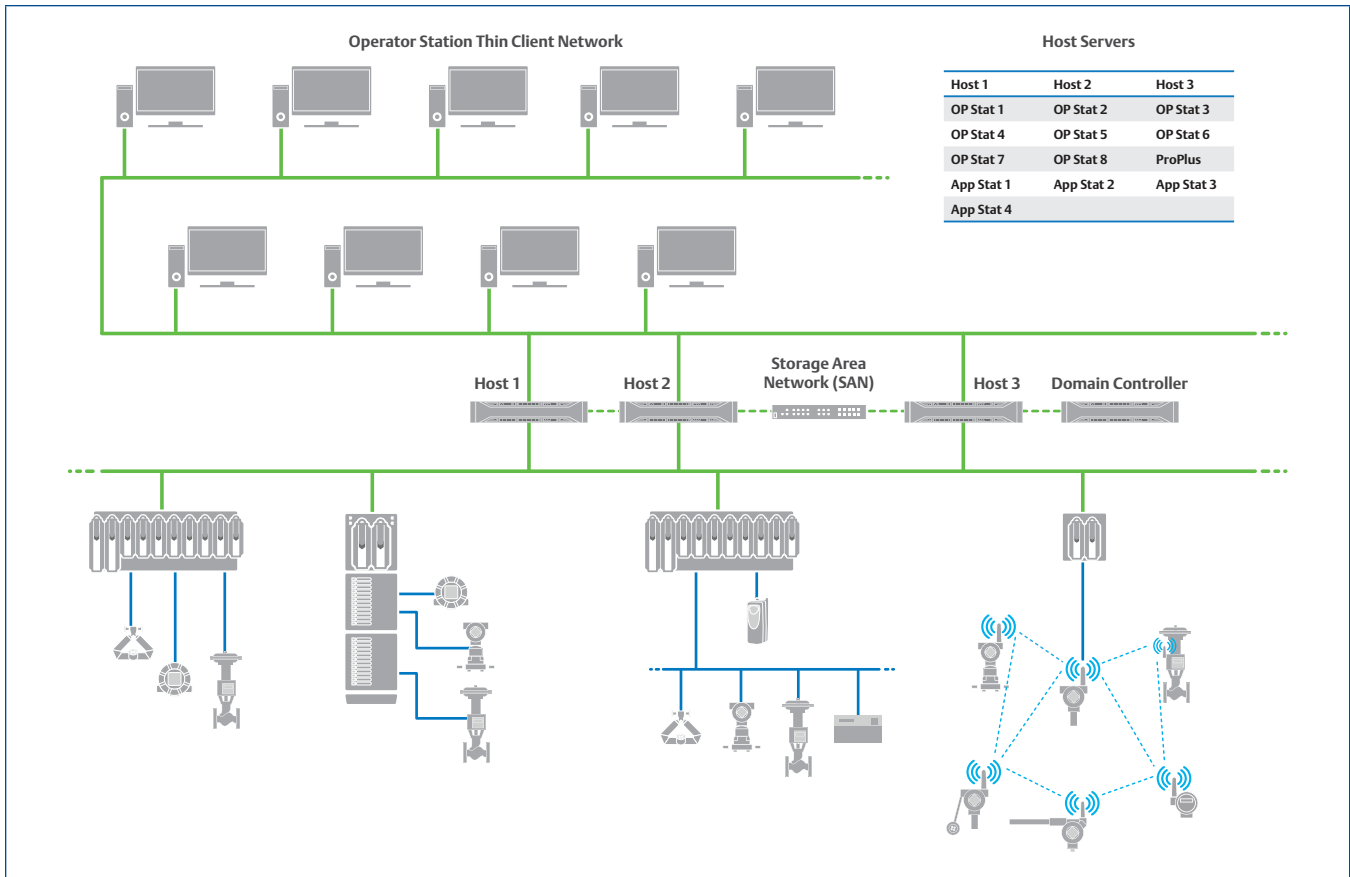 Operator Station Thin Client Network
Host Servers
Host 1 Host 2 Host 3
OP Stat 1 OP Stat 2 OP Stat 3
OP Stat 4 OP Stat 5 OP Stat 6
OP Stat 7 OP Stat 8 ProPlus
App Stat 1 App Stat 2 App Stat 3
App Stat 4
Host 1
Host 2
Storage Area
Network (SAN)
Host 3
Domain Controller